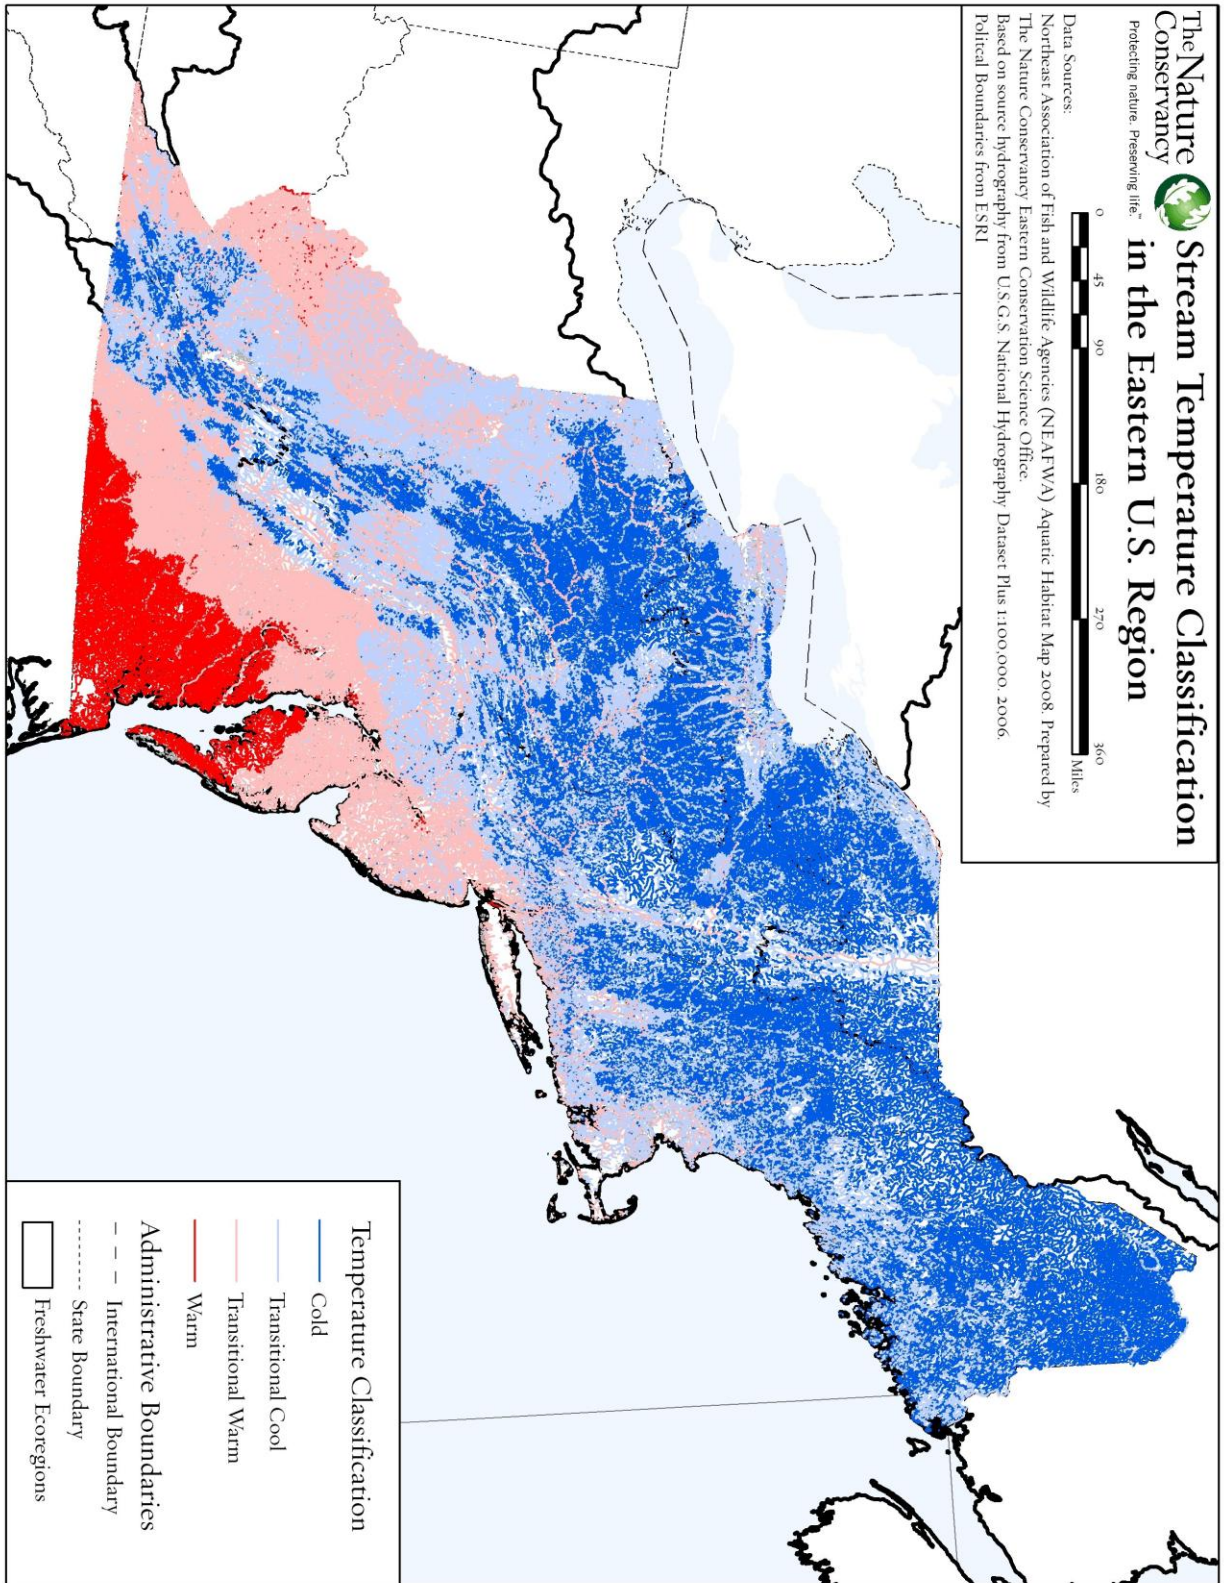 The Nature
Conservancy
Protecting nature. Preserving life.™
Stream Temperature Classification
in the Eastern U.S. Region
0 45 90 180 270 360
Miles
Data Sources:
Northeast Association of Fish and Wildlife Agencies (NEAFWA) Aquatic Habitat Map 2008. Prepared by
The Nature Conservancy Eastern Conservation Science Office.
Based on source hydrography from U.S.G.S. National Hydrography Dataset Plus 1:100,000. 2006.
Politcal Boundaries from ESRI
Temperature Classification
Cold
Transitional Cool
Transitional Warm
Warm
Administrative Boundaries
International Boundary
State Boundary
Freshwater Ecoregions